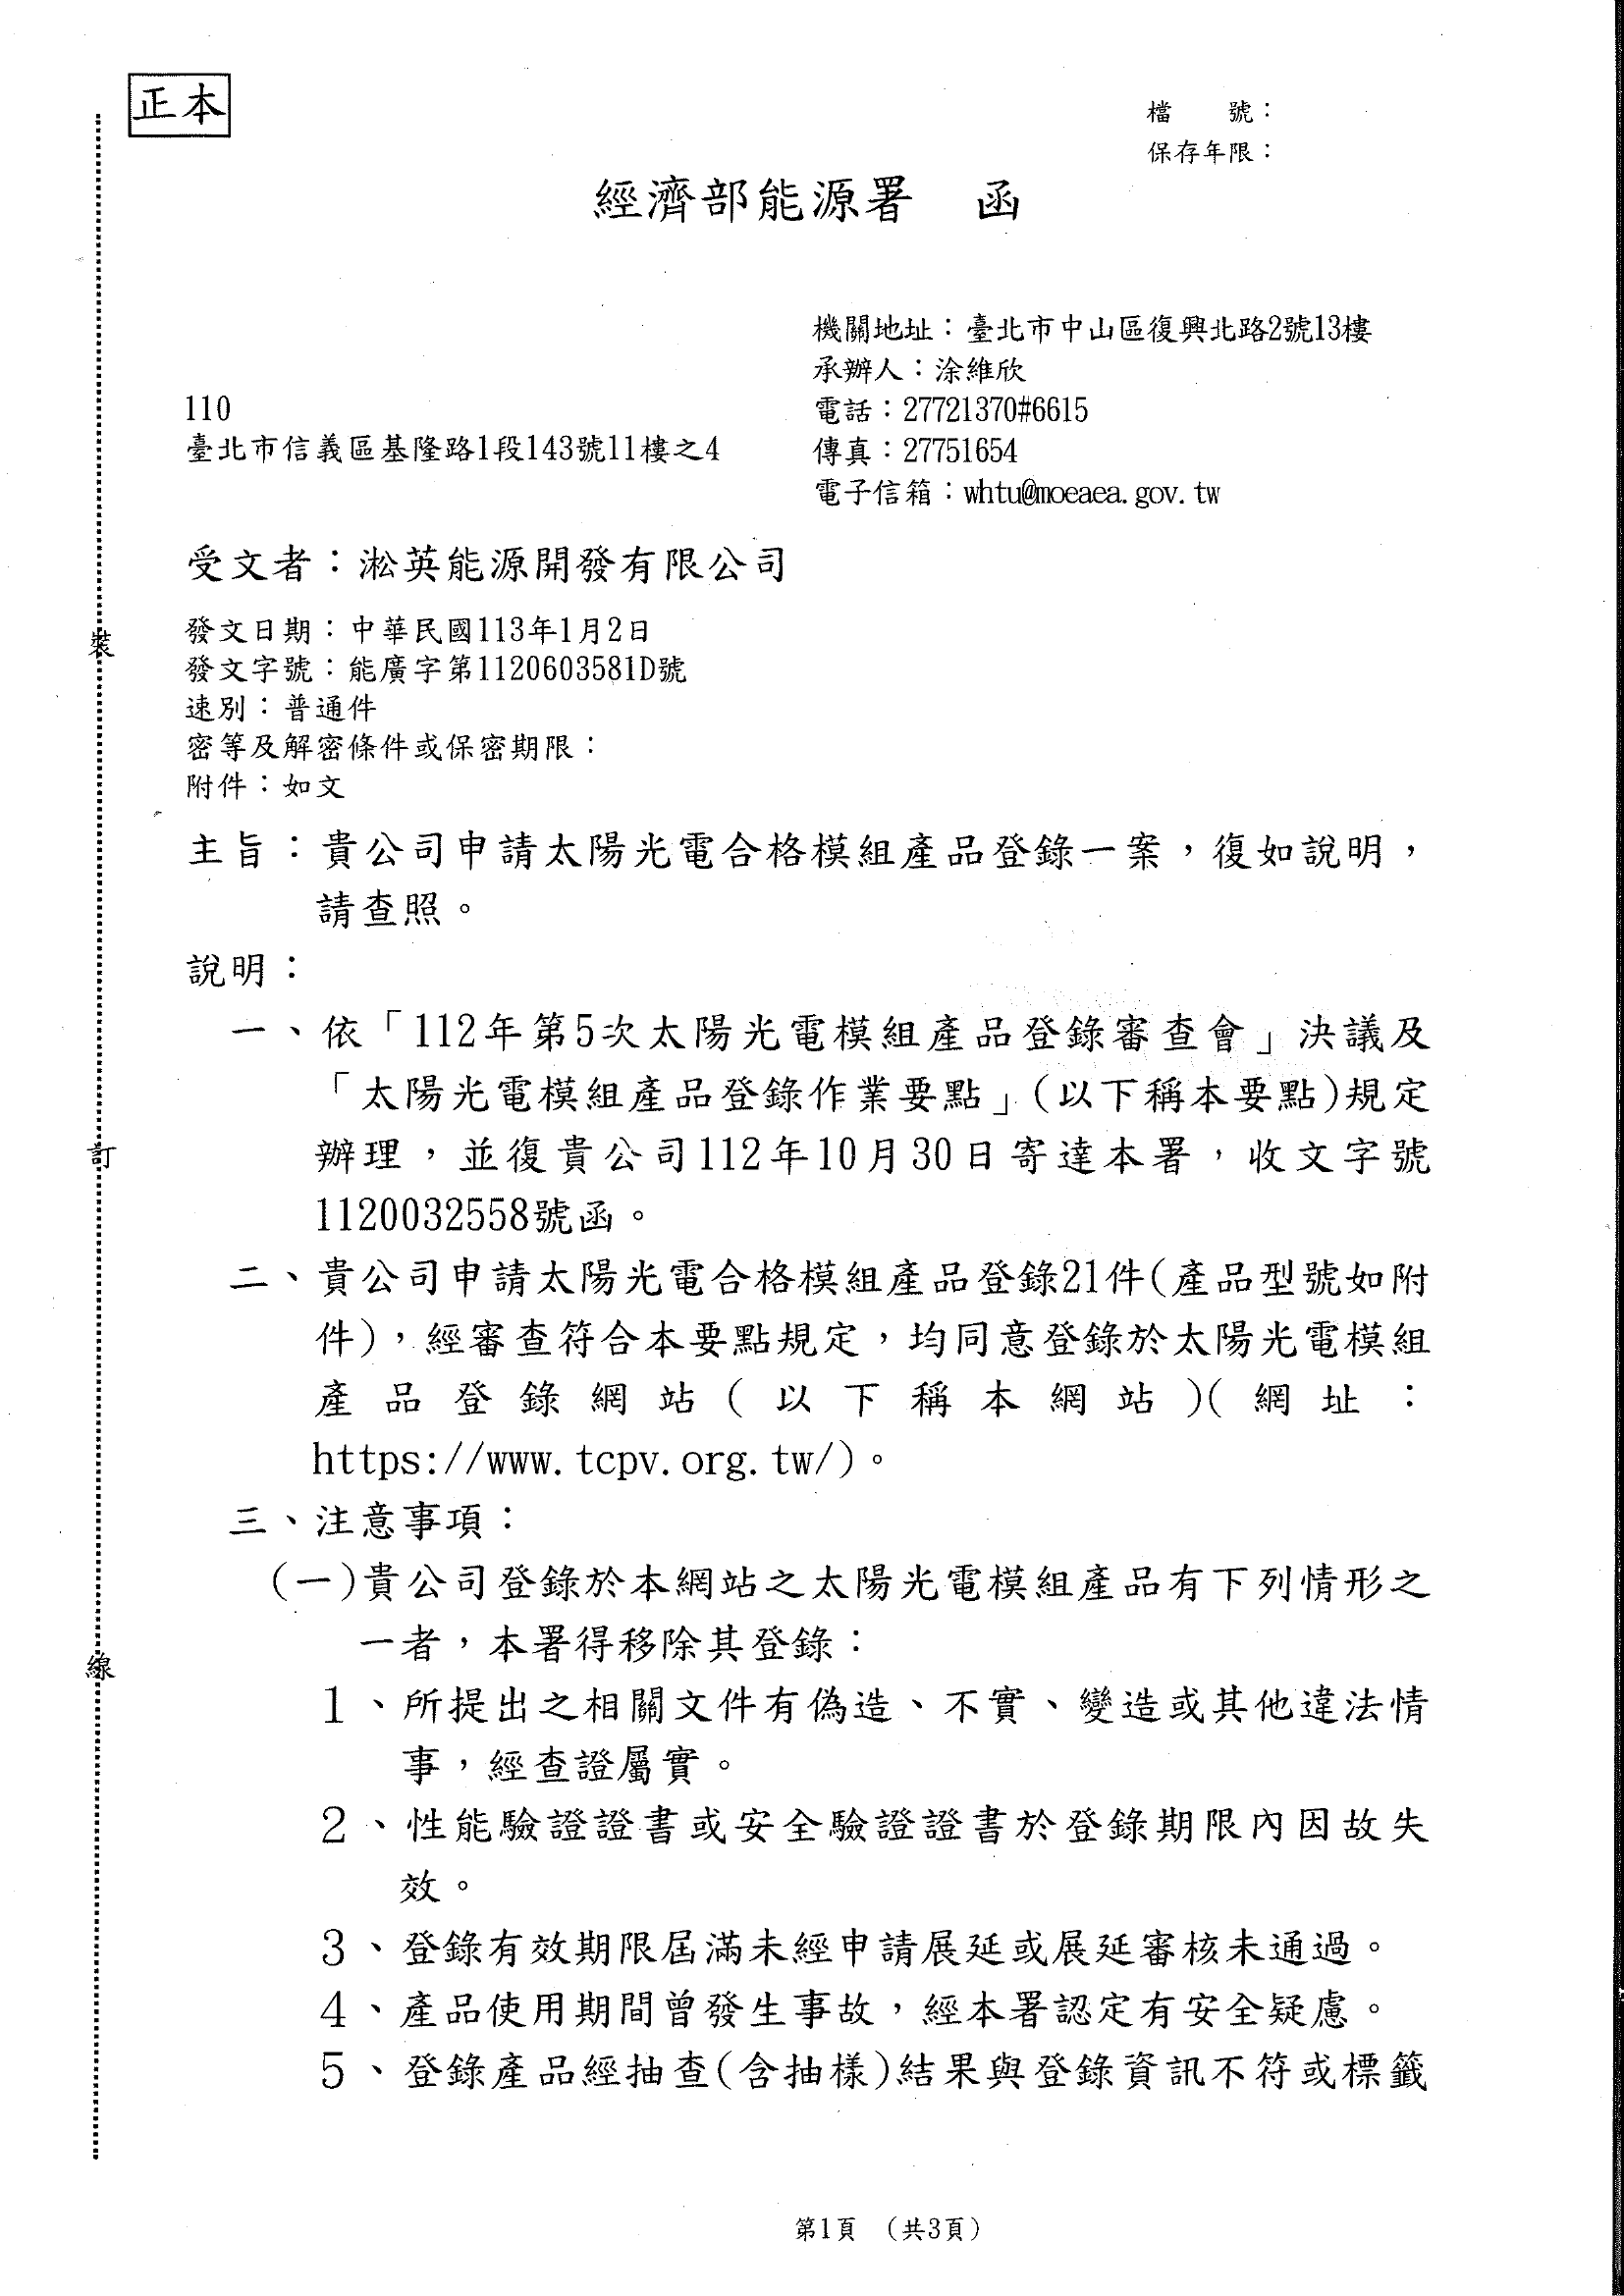 正本
檔　　號：
保存年限：
經濟部能源署　函
機關地址：臺北市中山區復興北路2號13樓
承辦人：涂維欣
電話：27721370#6615
傳真：27751654
電子信箱：whtu@moeaea.gov.tw
110
臺北市信義區基隆路1段143號11樓之4
受文者：淞英能源開發有限公司
發文日期：中華民國113年1月2日
發文字號：能廣字第1120603581D號
速別：普通件
密等及解密條件或保密期限：
附件：如文
主旨：貴公司申請太陽光電合格模組產品登錄一案，復如說明，
請查照。
說明：
一、依「112年第5次太陽光電模組產品登錄審查會」決議及
「太陽光電模組產品登錄作業要點」(以下稱本要點)規定
辦理，並復貴公司112年10月30日寄達本署，收文字號
1120032558號函。
二、貴公司申請太陽光電合格模組產品登錄21件(產品型號如附
件)，經審查符合本要點規定，均同意登錄於太陽光電模組
產品登錄網站(以下稱本網站)(網址：
https://www.tcpv.org.tw/)。
三、注意事項：
(一)貴公司登錄於本網站之太陽光電模組產品有下列情形之
一者，本署得移除其登錄：
1、所提出之相關文件有偽造、不實、變造或其他違法情
事，經查證屬實。
2、性能驗證證書或安全驗證證書於登錄期限內因故失
效。
3、登錄有效期限屆滿未經申請展延或展延審核未通過。
4、產品使用期間曾發生事故，經本署認定有安全疑慮。
5、登錄產品經抽查(含抽樣)結果與登錄資訊不符或標籤
裝
訂
線
第1頁　(共3頁)